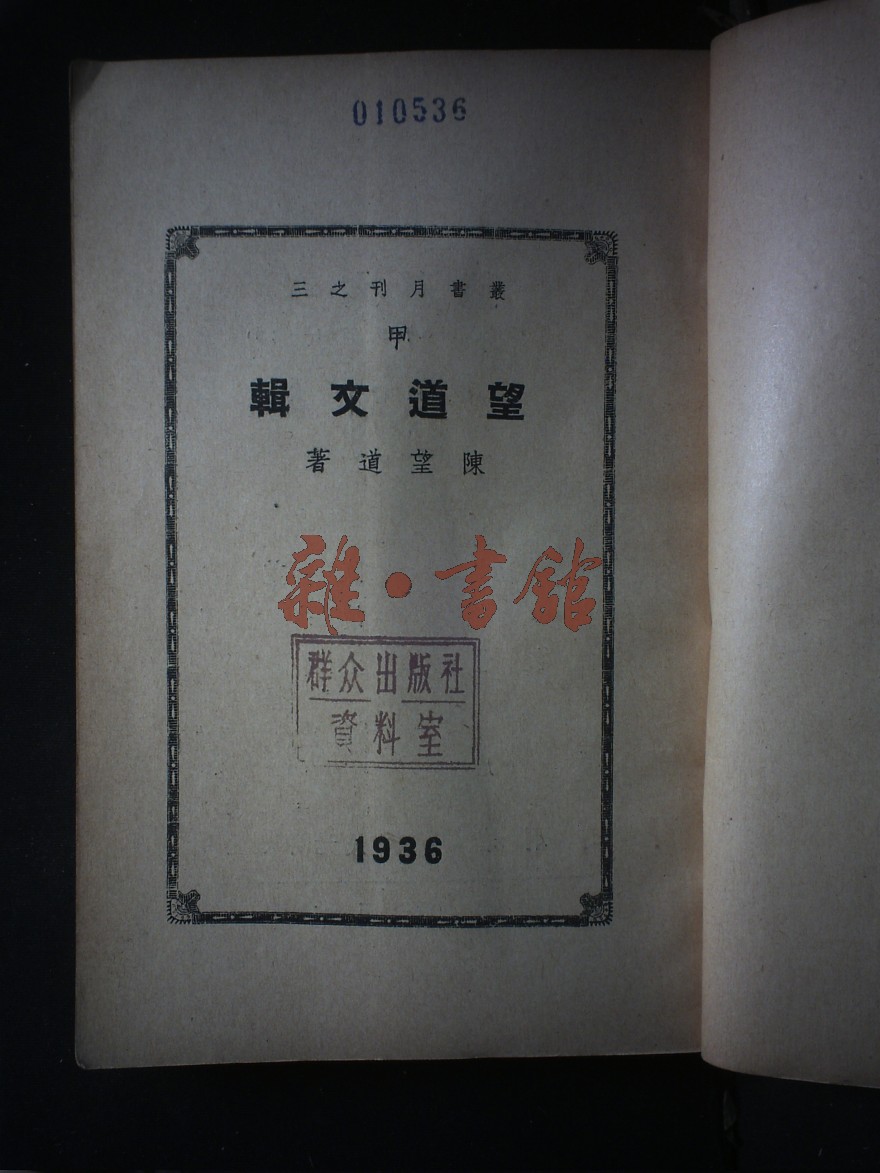 010536
叢書月刊之三
甲
望道文輯
陳望道著
雜·書館
群众出版社
資料室
1936